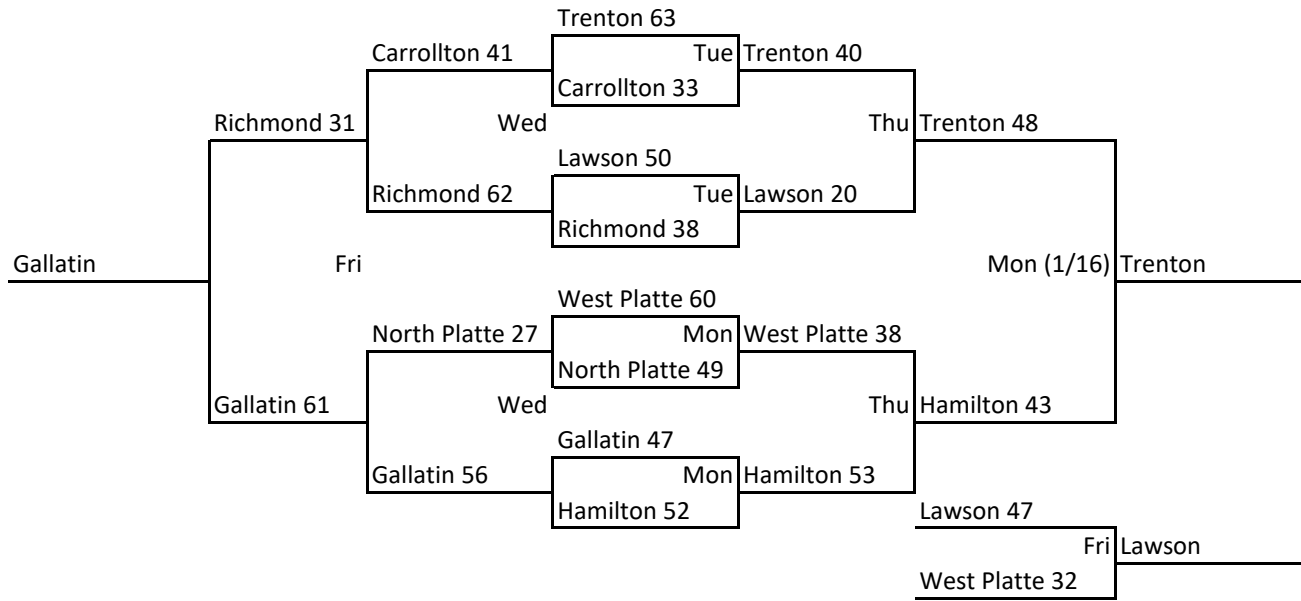 Trenton 63
Carrollton 41
Tue
Trenton 40
Carrollton 33
Richmond 31
Wed
Thu
Trenton 48
Lawson 50
Richmond 62
Tue
Lawson 20
Richmond 38
Gallatin
Fri
Mon (1/16)
Trenton
West Platte 60
North Platte 27
Mon
West Platte 38
North Platte 49
Gallatin 61
Wed
Thu
Hamilton 43
Gallatin 47
Gallatin 56
Mon
Hamilton 53
Hamilton 52
Lawson 47
Fri
Lawson
West Platte 32